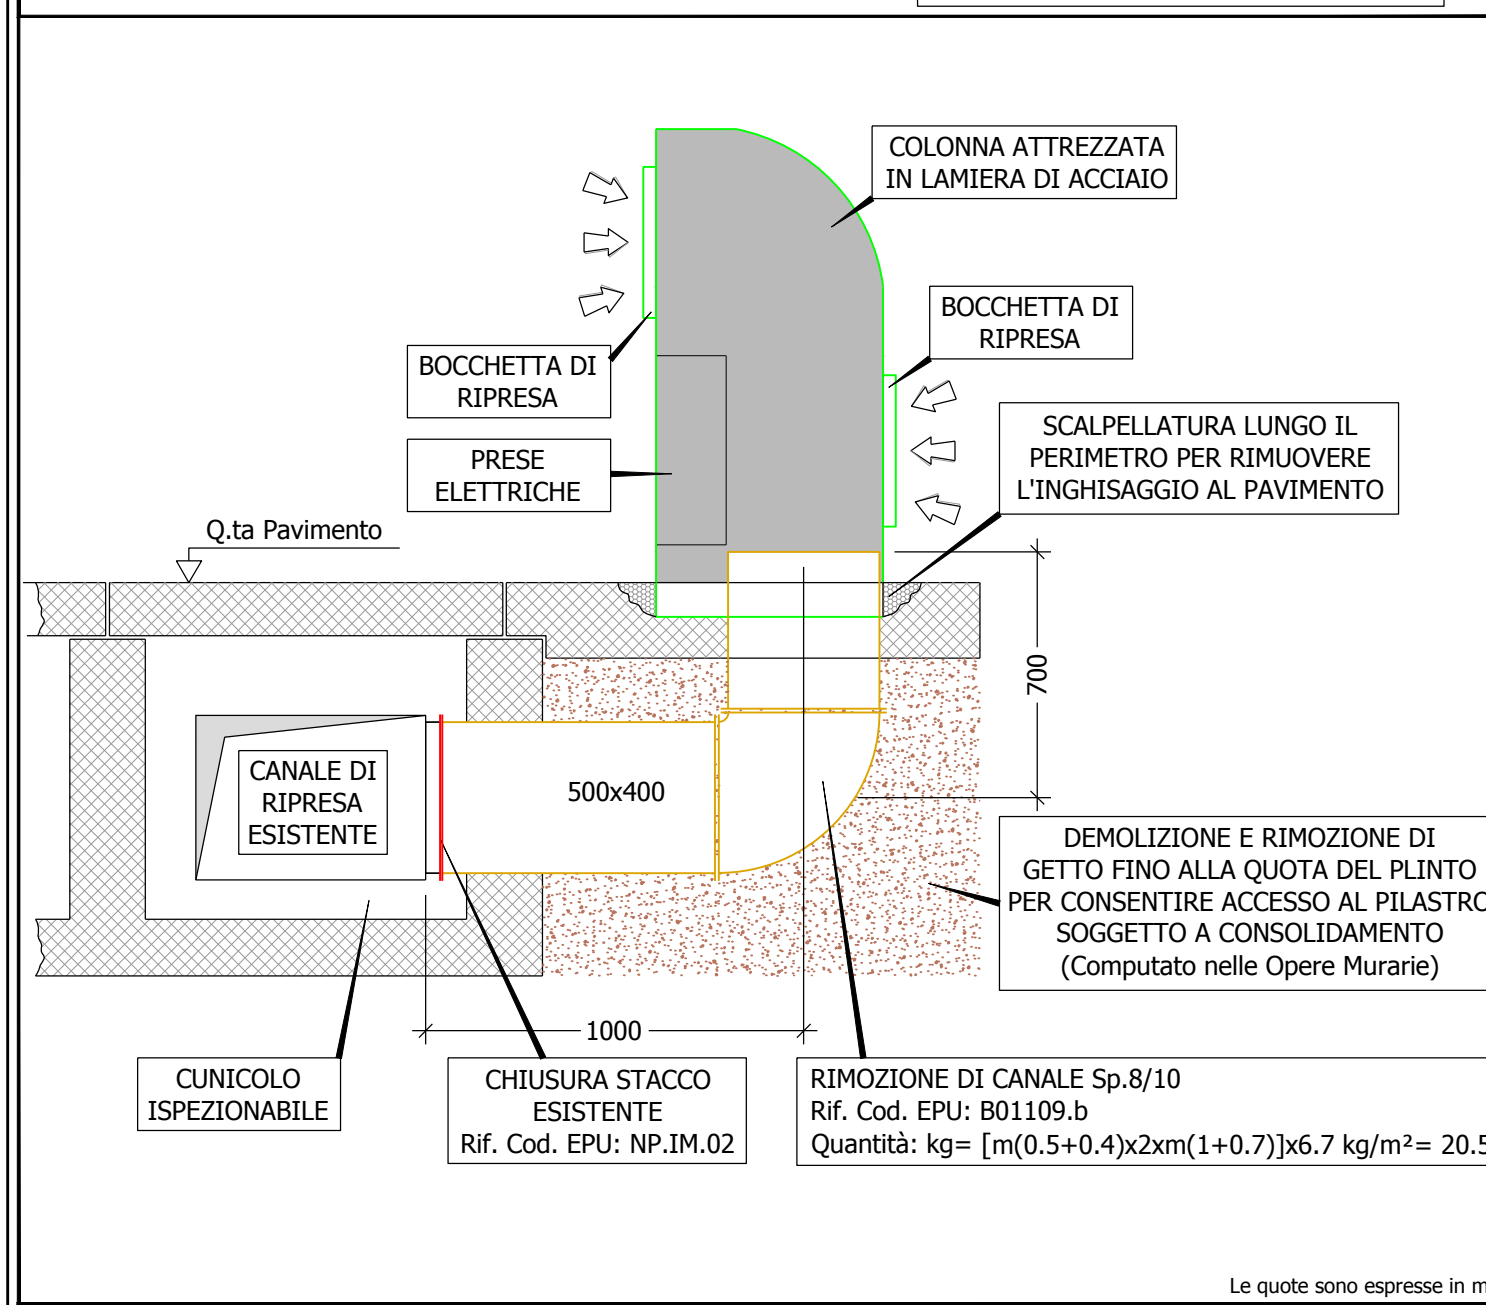 COLONNA ATTREZZATA
IN LAMIERA DI ACCIAIO
BOCCHETTA DI
RIPRESA
BOCCHETTA DI
RIPRESA
SCALPELLATURA LUNGO IL
PERIMETRO PER RIMUOVERE
L'INGHISAGGIO AL PAVIMENTO
PRESE
ELETTRICHE
Q.ta Pavimento
700
CANALE DI
RIPRESA
ESISTENTE
500x400
DEMOLIZIONE E RIMOZIONE DI
GETTO FINO ALLA QUOTA DEL PLINTO
PER CONSENTIRE ACCESSO AL PILASTRO
SOGGETTO A CONSOLIDAMENTO
(Computato nelle Opere Murarie)
1000
CUNICOLO
ISPEZIONABILE
CHIUSURA STACCO
ESISTENTE
Rif. Cod. EPU: NP.IM.02
RIMOZIONE DI CANALE Sp.8/10
Rif. Cod. EPU: B01109.b
Quantità: kg= [m(0.5+0.4)x2xm(1+0.7)]x6.7 kg/m²= 20.5
Le quote sono espresse in